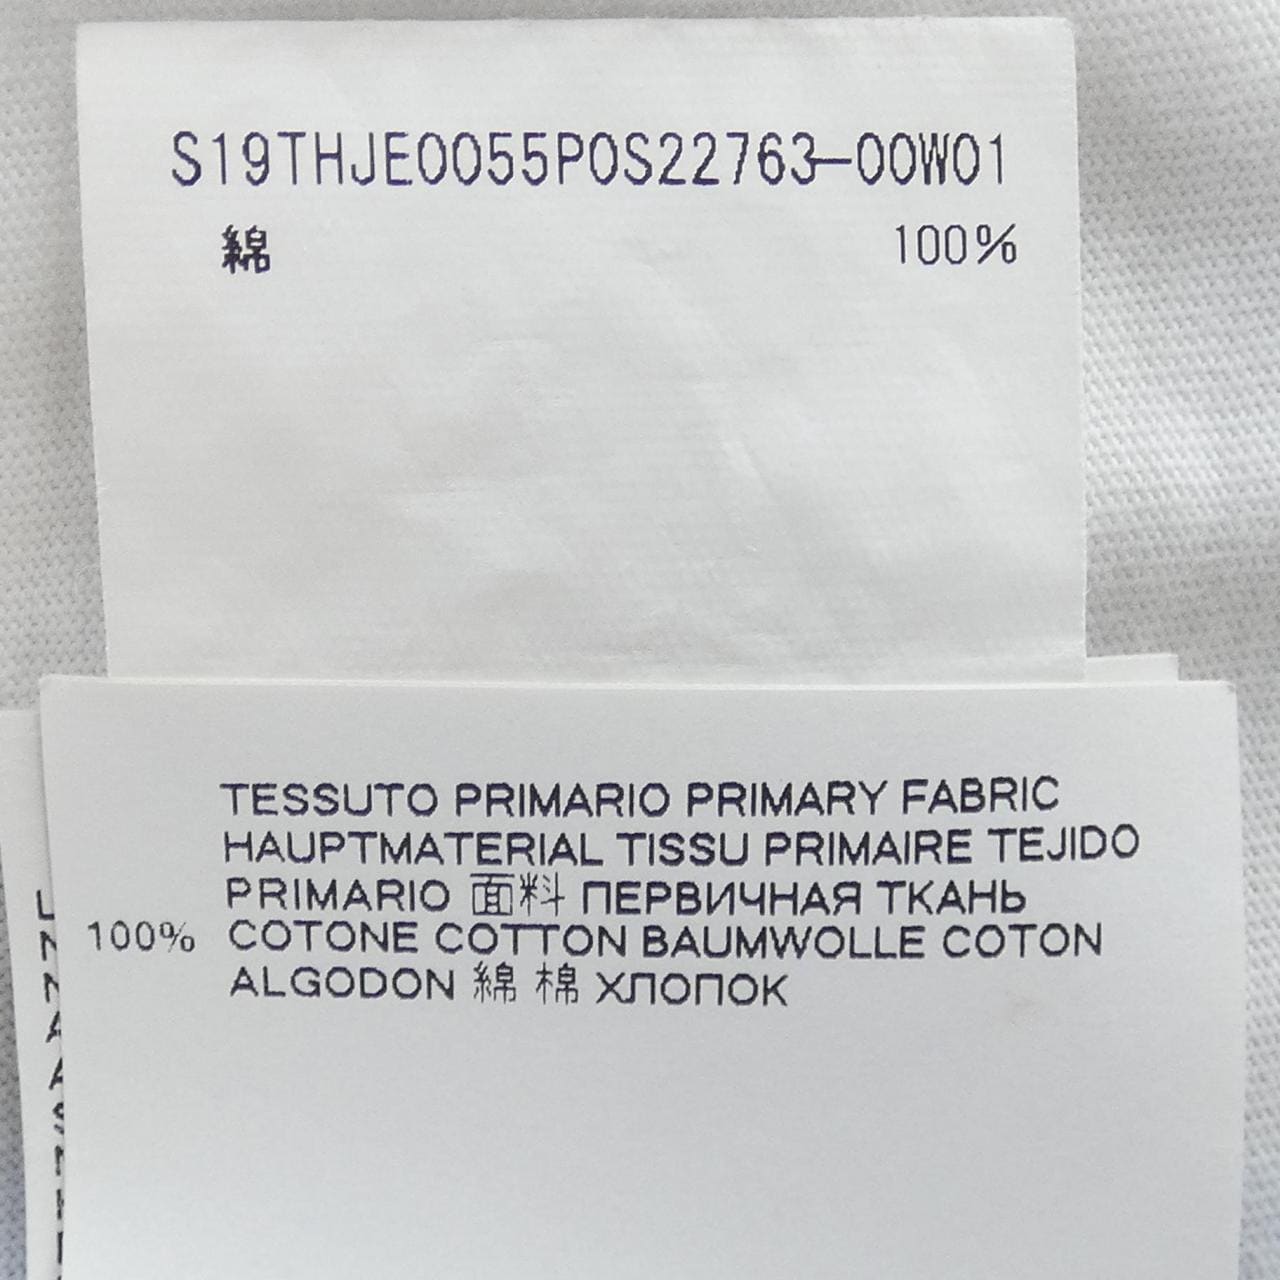 S19THJE0055P0S22763-00W01
綿 100%
TESSUTO PRIMARIO PRIMARY FABRIC
HAUPTMATERIAL TISSU PRIMAIRE TEJIDO
PRIMARIO 面料 ПЕРВИЧНАЯ ТКАНЬ
100% COTONE COTTON BAUMWOLLE COTON
ALGODON 綿 棉 ХЛОПОК